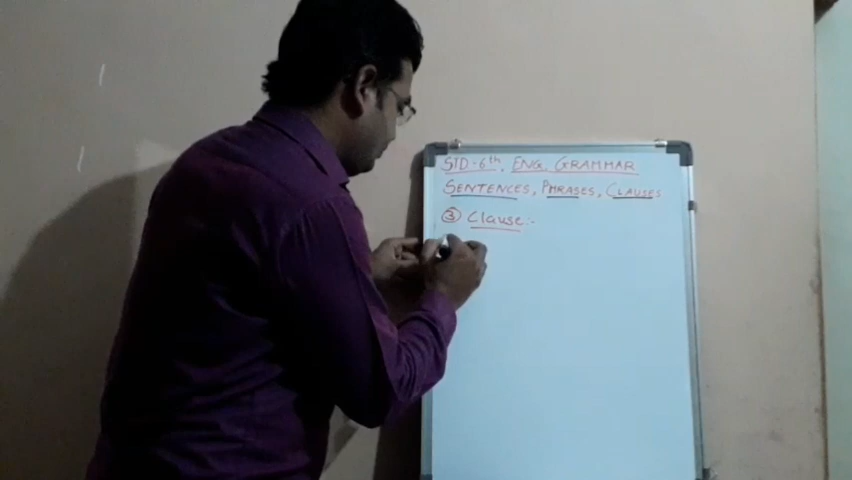 STD-6th, ENG. GRAMMAR
SENTENCES, PHRASES, CLAUSES
③ Clause:-